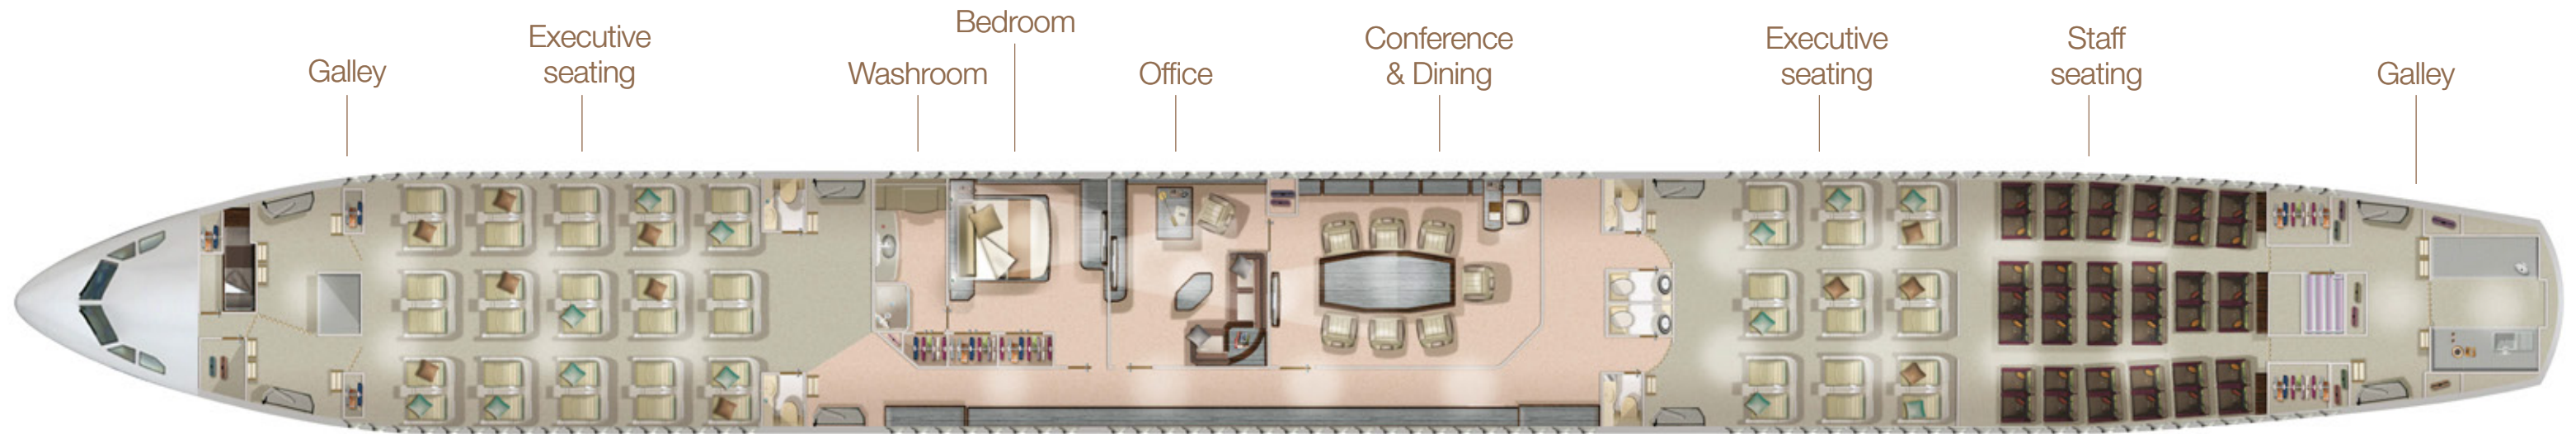 Galley
Executive
seating
Washroom
Bedroom
Office
Conference
& Dining
Executive
seating
Staff
seating
Galley